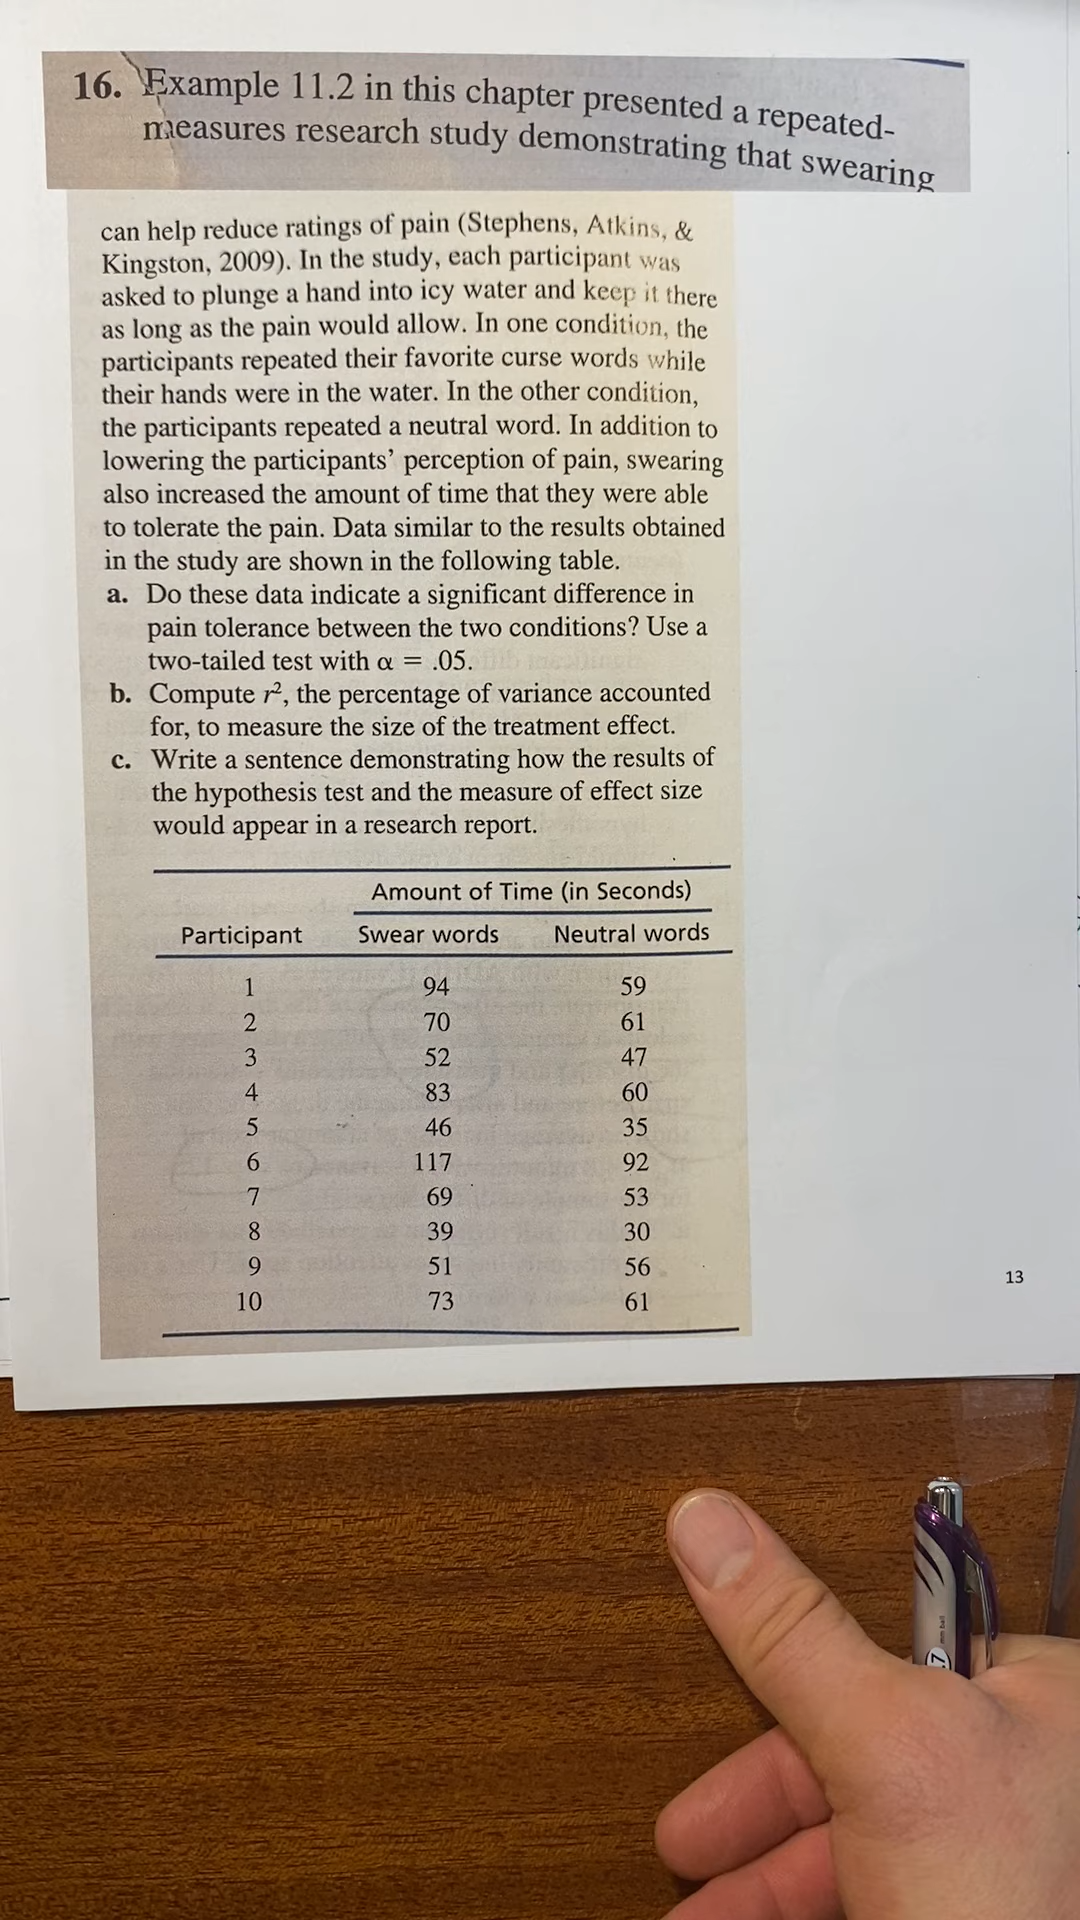 16. Example 11.2 in this chapter presented a repeated-
measures research study demonstrating that swearing
can help reduce ratings of pain (Stephens, Atkins, &
Kingston, 2009). In the study, each participant was
asked to plunge a hand into icy water and keep it there
as long as the pain would allow. In one condition, the
participants repeated their favorite curse words while
their hands were in the water. In the other condition,
the participants repeated a neutral word. In addition to
lowering the participants’ perception of pain, swearing
also increased the amount of time that they were able
to tolerate the pain. Data similar to the results obtained
in the study are shown in the following table.
a. Do these data indicate a significant difference in
pain tolerance between the two conditions? Use a
two-tailed test with α = .05.
b. Compute r², the percentage of variance accounted
for, to measure the size of the treatment effect.
c. Write a sentence demonstrating how the results of
the hypothesis test and the measure of effect size
would appear in a research report.
Amount of Time (in Seconds)
Participant Swear words Neutral words
1 94 59
2 70 61
3 52 47
4 83 60
5 46 35
6 117 92
7 69 53
8 39 30
9 51 56
10 73 61
13
.7 mm ball